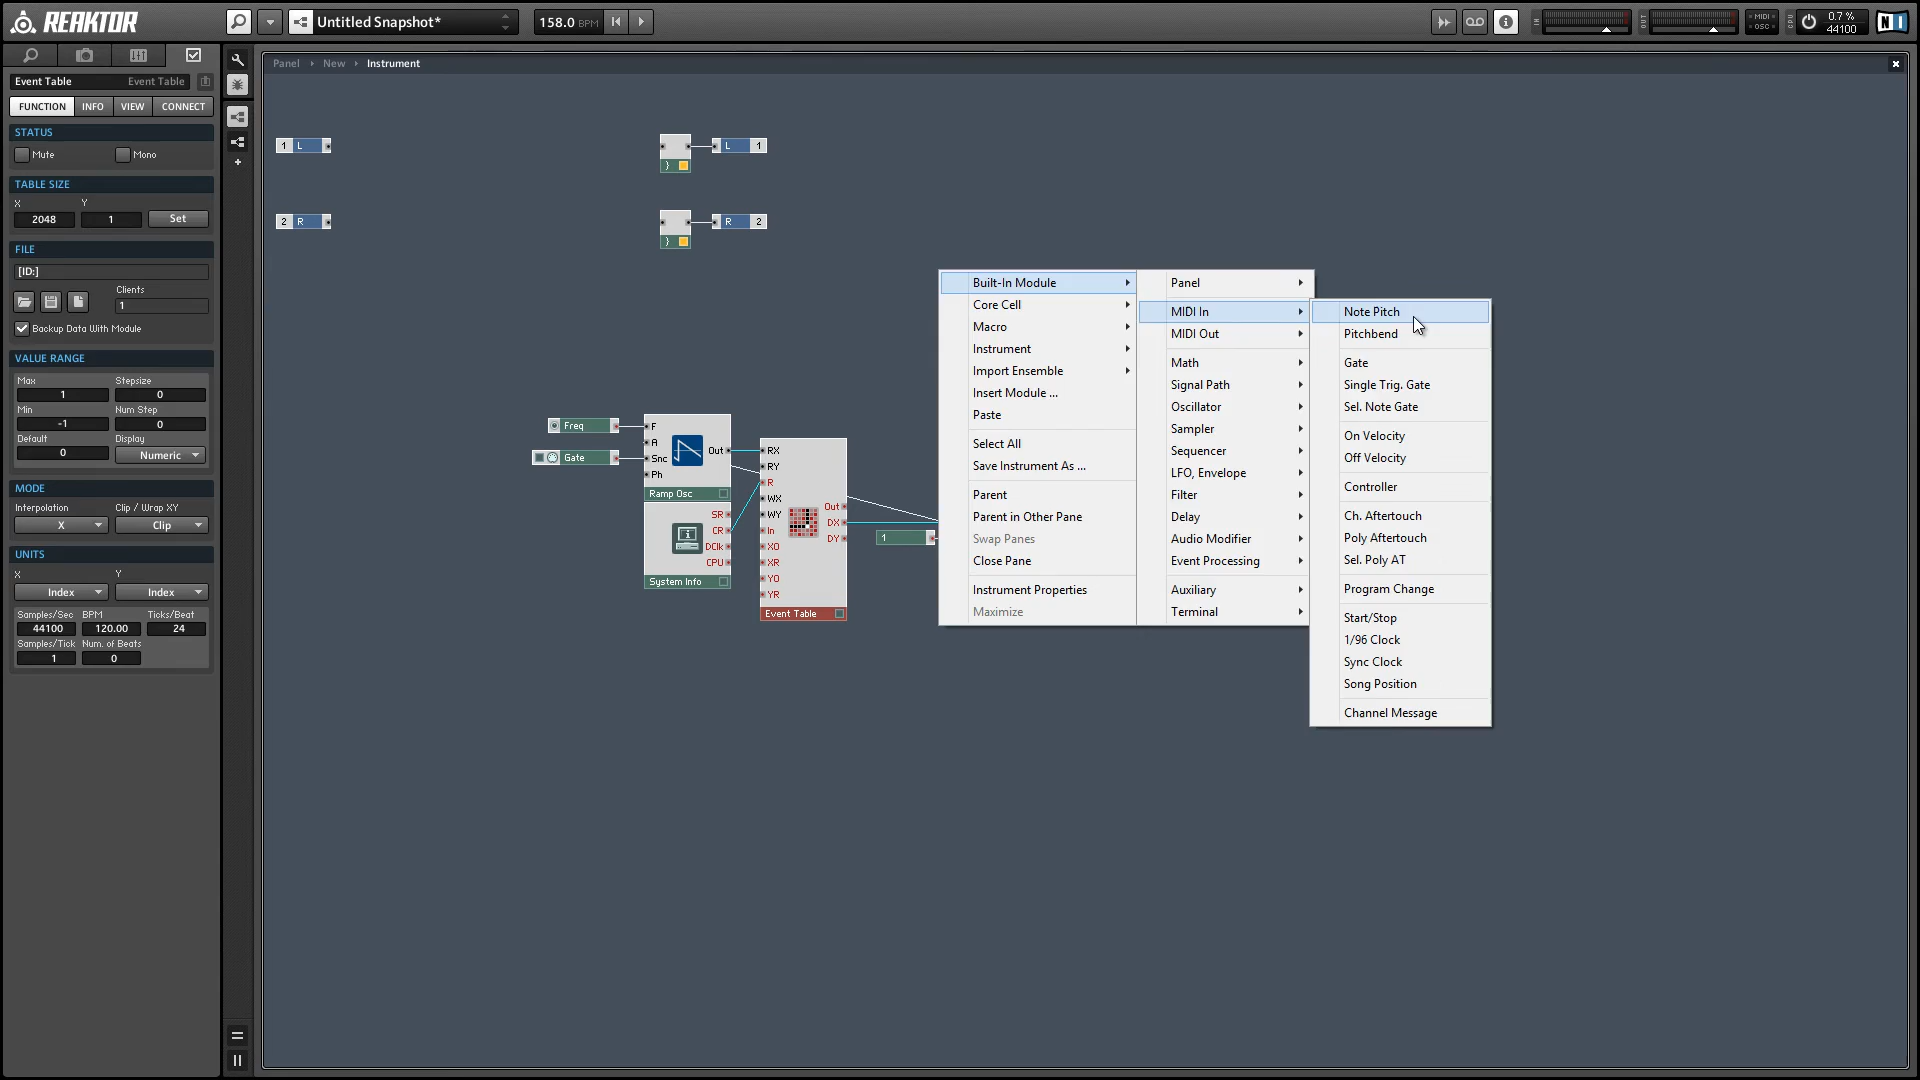 REAKTOR
Untitled Snapshot*
158.0 BPM
i
IN
OUT
MIDI
OSC
CPU
0.7 %
44100
NI
Event Table
Event Table
FUNCTION
INFO
VIEW
CONNECT
STATUS
Mute
Mono
TABLE SIZE
X
Y
2048
1
Set
FILE
[ID:]
Clients
1
Backup Data With Module
VALUE RANGE
Max
Stepsize
1
0
Min
Num Step
-1
0
Default
Display
0
Numeric
MODE
Interpolation
Clip / Wrap XY
X
Clip
UNITS
X
Y
Index
Index
Samples/Sec
BPM
Ticks/Beat
44100
120.00
24
Samples/Tick
Num. of Beats
1
0
Panel
New
Instrument
1 L
L 1
2 R
R 2
Freq
Gate
F
A
Snc
Ph
Out
Ramp Osc
SR
CR
DClk
CPU
System Info
RX
RY
R
WX
WY
In
XO
XR
YO
YR
Out
DX
DY
Event Table
1
Built-In Module
Core Cell
Macro
Instrument
Import Ensemble
Insert Module ...
Paste
Select All
Save Instrument As ...
Parent
Parent in Other Pane
Swap Panes
Close Pane
Instrument Properties
Maximize
Panel
MIDI In
MIDI Out
Math
Signal Path
Oscillator
Sampler
Sequencer
LFO, Envelope
Filter
Delay
Audio Modifier
Event Processing
Auxiliary
Terminal
Note Pitch
Pitchbend
Gate
Single Trig. Gate
Sel. Note Gate
On Velocity
Off Velocity
Controller
Ch. Aftertouch
Poly Aftertouch
Sel. Poly AT
Program Change
Start/Stop
1/96 Clock
Sync Clock
Song Position
Channel Message